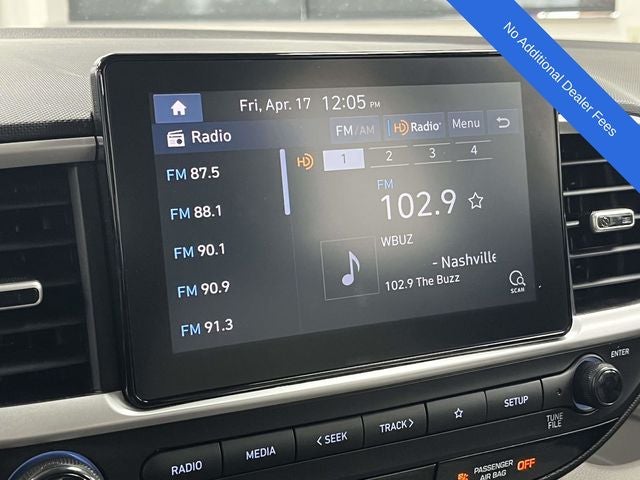 No Additional Dealer Fees
Fri, Apr. 17 12:05 PM
Radio
FM/AM
HD Radio
Menu
FM 87.5
FM 88.1
FM 90.1
FM 90.9
FM 91.3
HD
1 2 3 4
FM
102.9
WBUZ
- Nashville
102.9 The Buzz
SCAN
ENTER
RADIO
MEDIA
< SEEK
TRACK >
SETUP
TUNE
FILE
PASSENGER
AIR BAG
OFF